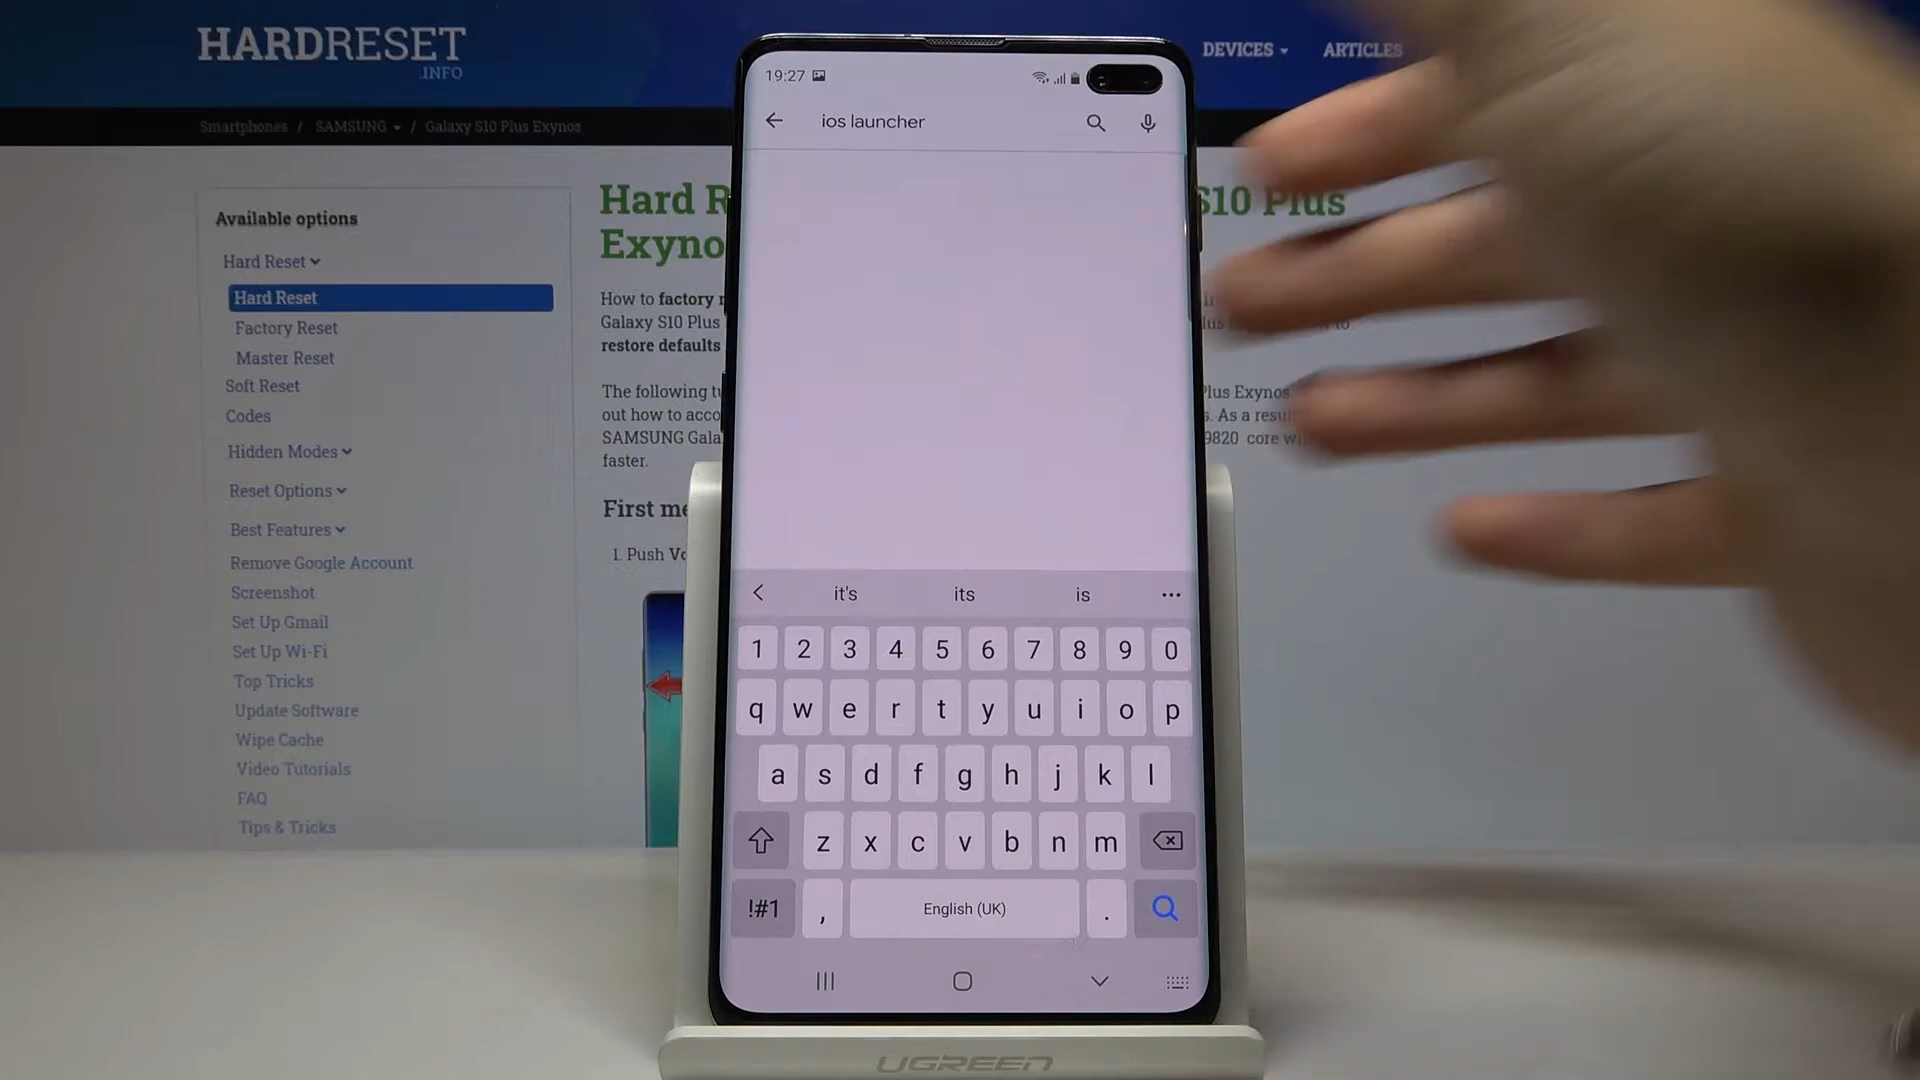 HARDRESET
.INFO
DEVICES
ARTICLES
Smartphones / SAMSUNG / Galaxy S10 Plus Exynos
Available options
Hard Reset
Hard Reset
Factory Reset
Master Reset
Soft Reset
Codes
Hidden Modes
Reset Options
Best Features
Remove Google Account
Screenshot
Set Up Gmail
Set Up Wi-Fi
Top Tricks
Update Software
Wipe Cache
Video Tutorials
FAQ
Tips & Tricks
Hard R
S10 Plus
Exyno
How to factory
Galaxy S10 Plus
restore defaults
The following
Plus Exynos
out how to acco
s. As a
SAMSUNG Gala
9820 core
faster.
First me
1. Push
19:27
ios launcher
it's its is
1 2 3 4 5 6 7 8 9 0
q w e r t y u i o p
a s d f g h j k l
z x c v b n m
!#1 , English (UK) .
UGREEN